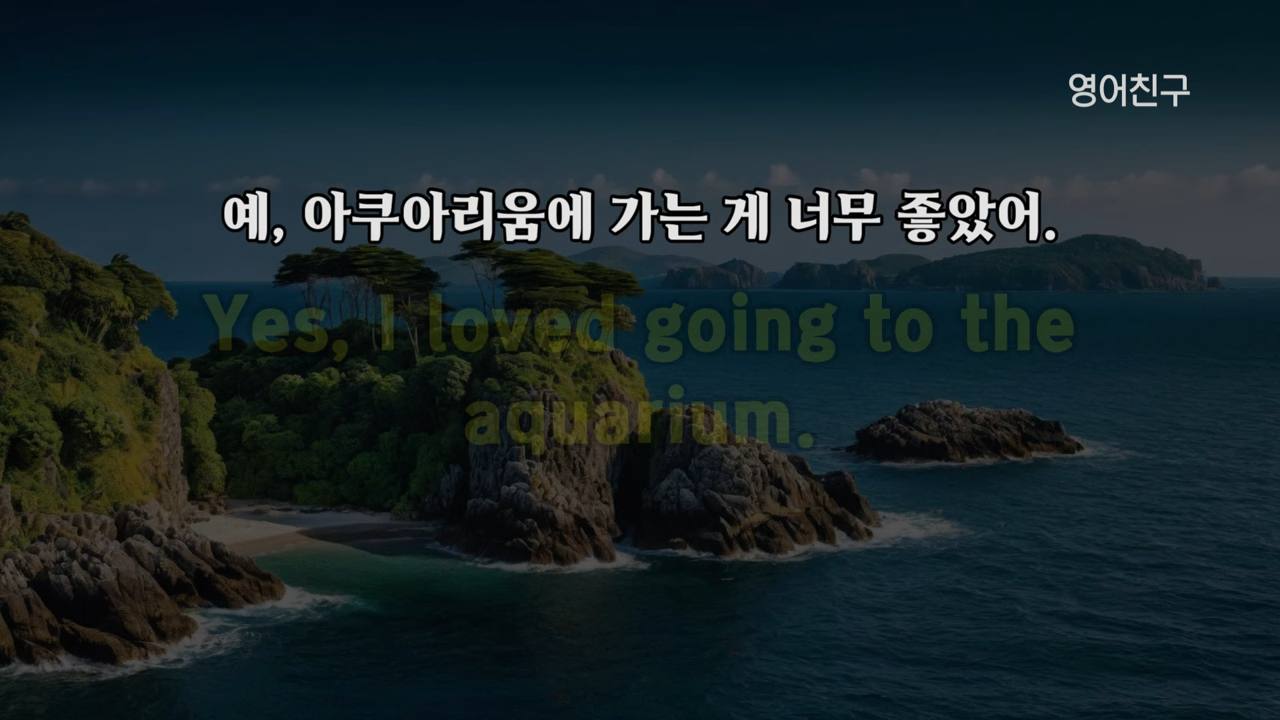 영어친구
예, 아쿠아리움에 가는 게 너무 좋았어.
Yes, I loved going to the
aquarium.